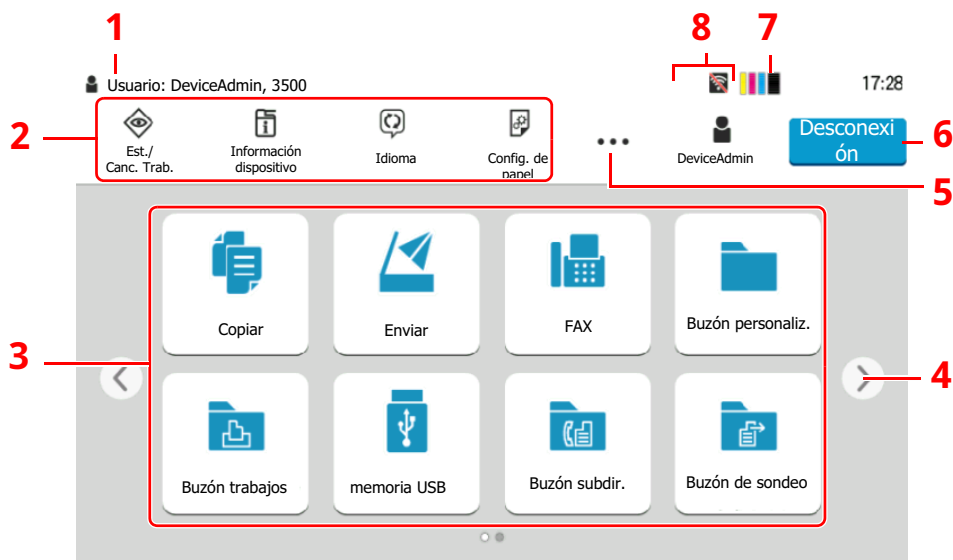 1
8
7
Usuario: DeviceAdmin, 3500
17:28
2
Est./
Canc. Trab.
Información
dispositivo
Idioma
Config. de
papel
DeviceAdmin
Desconexi
ón
6
5
3
Copiar
Enviar
FAX
Buzón personaliz.
4
Buzón trabajos
memoria USB
Buzón subdir.
Buzón de sondeo